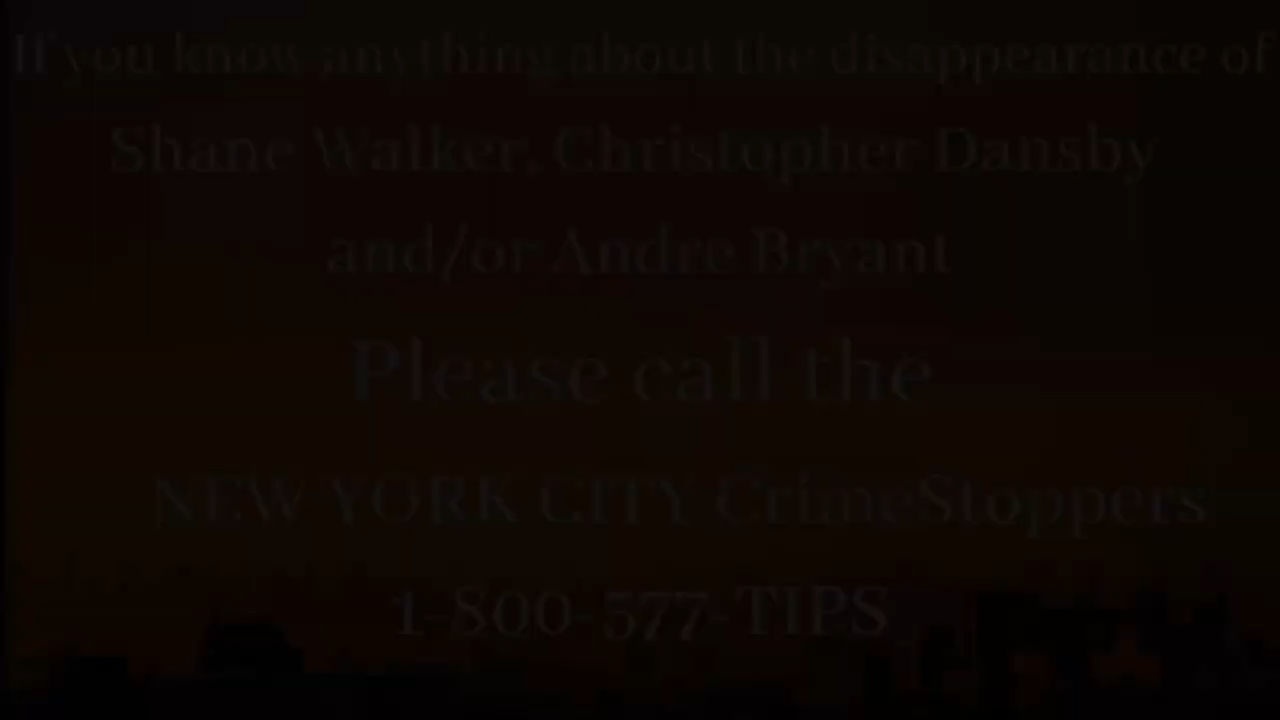 If you know anything about the disappearance of
Shane Walker, Christopher Dansby
and/or Andre Bryant
Please call the
NEW YORK CITY CrimeStoppers
1-800-577-TIPS